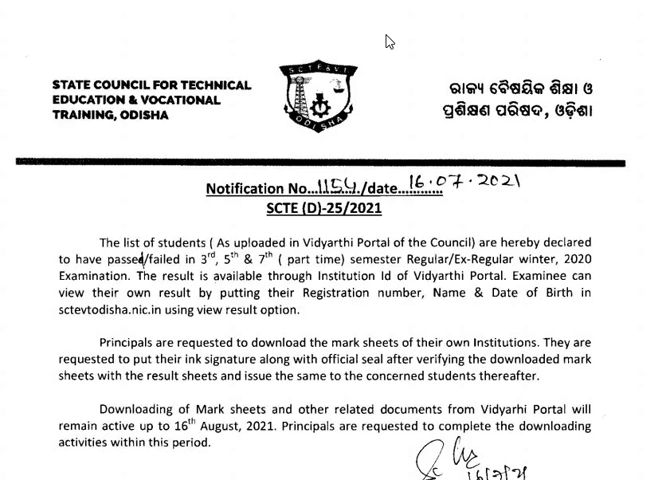 STATE COUNCIL FOR TECHNICAL
EDUCATION & VOCATIONAL
TRAINING, ODISHA
SCTE&VT
ODISHA
ରାଜ୍ୟ ବୈଷୟିକ ଶିକ୍ଷା ଓ
ପ୍ରଶିକ୍ଷଣ ପରିଷଦ, ଓଡ଼ିଶା
Notification No...1154./date...16.07.2021
SCTE (D)-25/2021
The list of students ( As uploaded in Vidyarthi Portal of the Council) are hereby declared
to have passed/failed in 3rd, 5th & 7th ( part time) semester Regular/Ex-Regular winter, 2020
Examination. The result is available through Institution Id of Vidyarthi Portal. Examinee can
view their own result by putting their Registration number, Name & Date of Birth in
sctevtodisha.nic.in using view result option.
Principals are requested to download the mark sheets of their own Institutions. They are
requested to put their ink signature along with official seal after verifying the downloaded mark
sheets with the result sheets and issue the same to the concerned students thereafter.
Downloading of Mark sheets and other related documents from Vidyarhi Portal will
remain active up to 16th August, 2021. Principals are requested to complete the downloading
activities within this period.